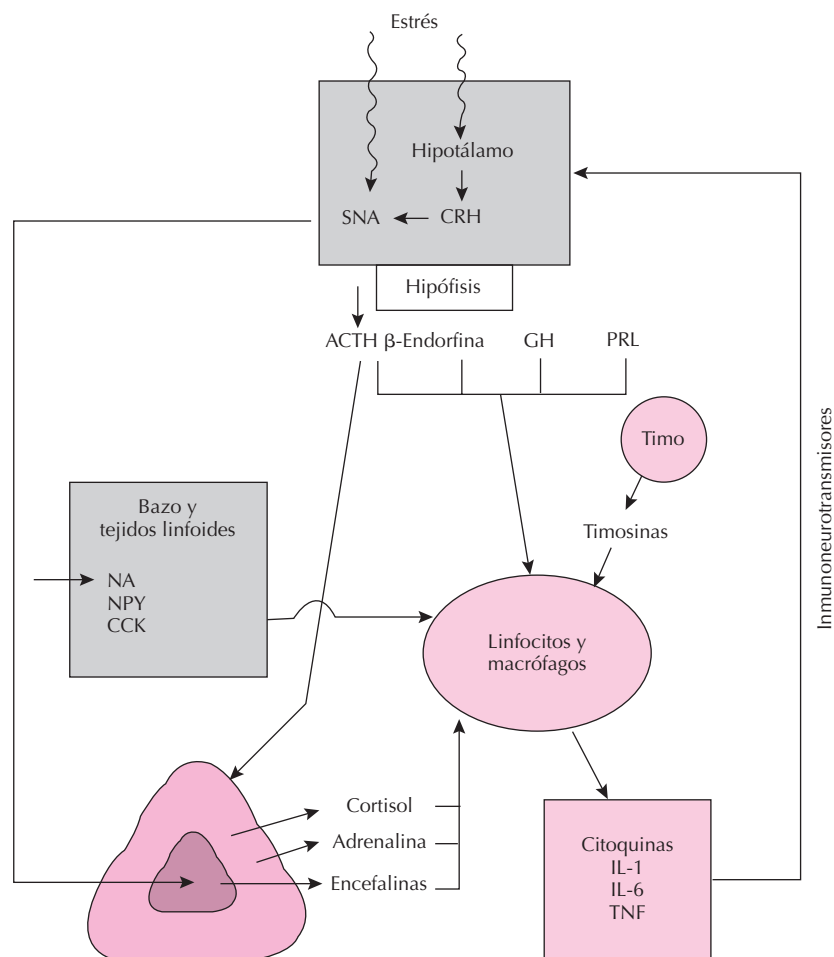 Estrés
Hipotálamo
SNA
CRH
Hipófisis
ACTH β-Endorfina
GH
PRL
Timo
Timosinas
Bazo y
tejidos linfoides
NA
NPY
CCK
Linfocitos y
macrófagos
Inmunoneurotransmisores
Cortisol
Adrenalina
Encefalinas
Citoquinas
IL-1
IL-6
TNF